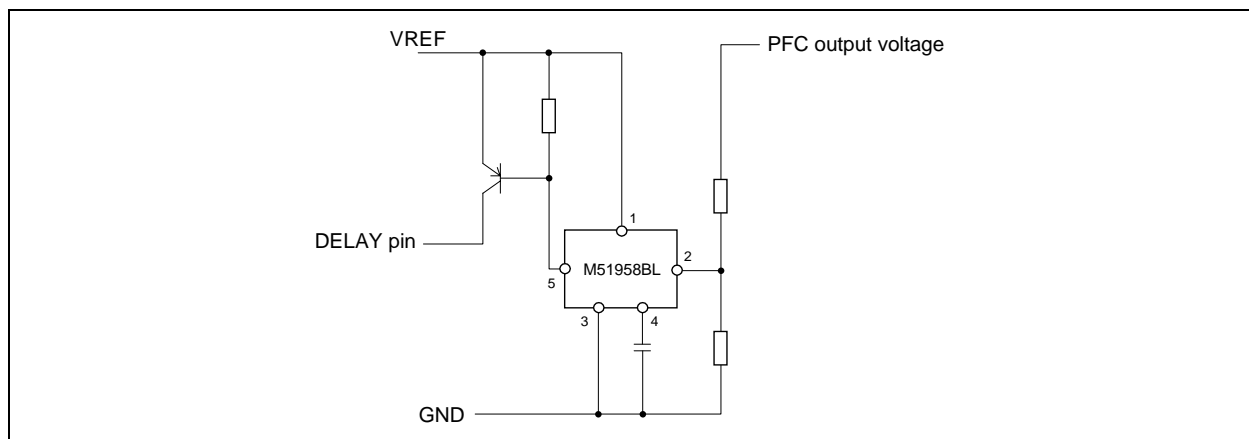 VREF
PFC output voltage
DELAY pin
1
M51958BL
2
5
3
4
GND